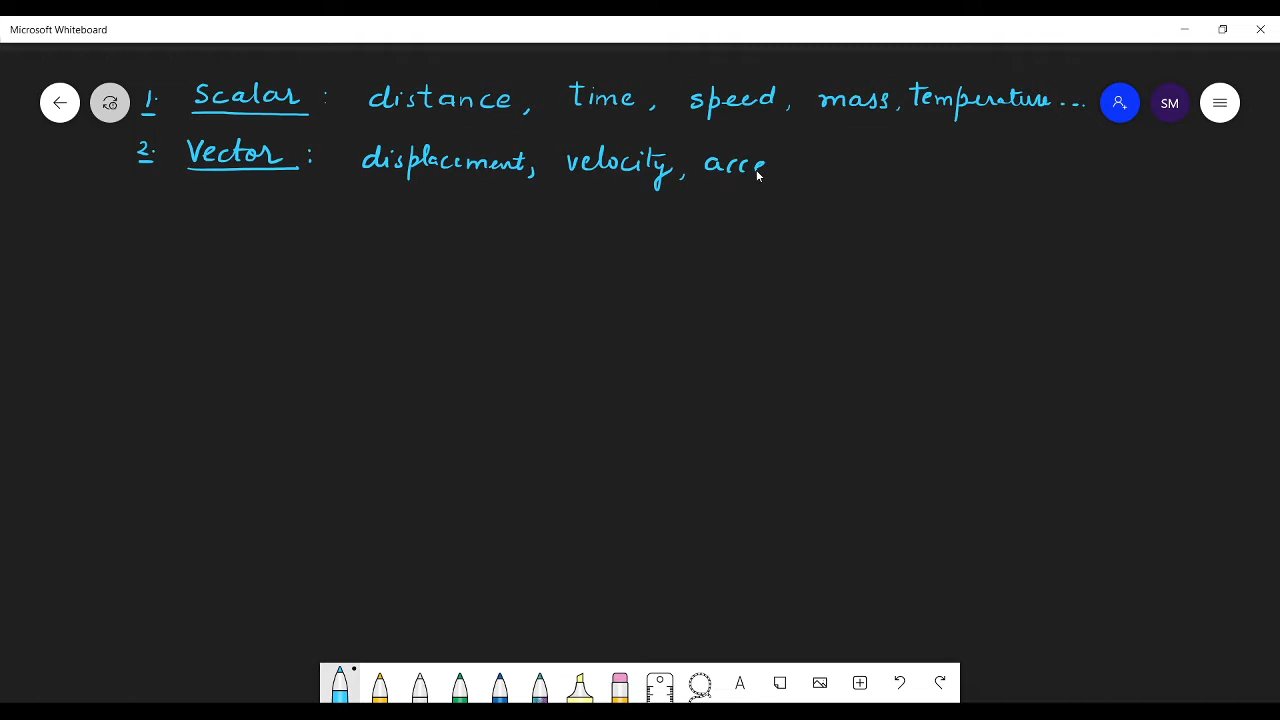 Microsoft Whiteboard
1. Scalar : distance, time, speed, mass, temperature...
SM
2. Vector : displacement, velocity, acce
A